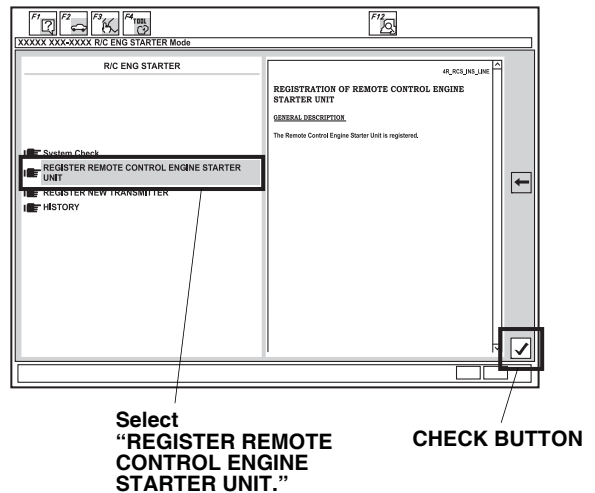 F1 F2 F3 F4 TOOL F12
XXXXX XXX-XXXX R/C ENG STARTER Mode
R/C ENG STARTER
System Check
REGISTER REMOTE CONTROL ENGINE STARTER
UNIT
REGISTER NEW TRANSMITTER
HISTORY
4R_RCS_INS_LINE
REGISTRATION OF REMOTE CONTROL ENGINE
STARTER UNIT
GENERAL DESCRIPTION
The Remote Control Engine Starter Unit is registered.
Select
“REGISTER REMOTE
CONTROL ENGINE
STARTER UNIT.”
CHECK BUTTON